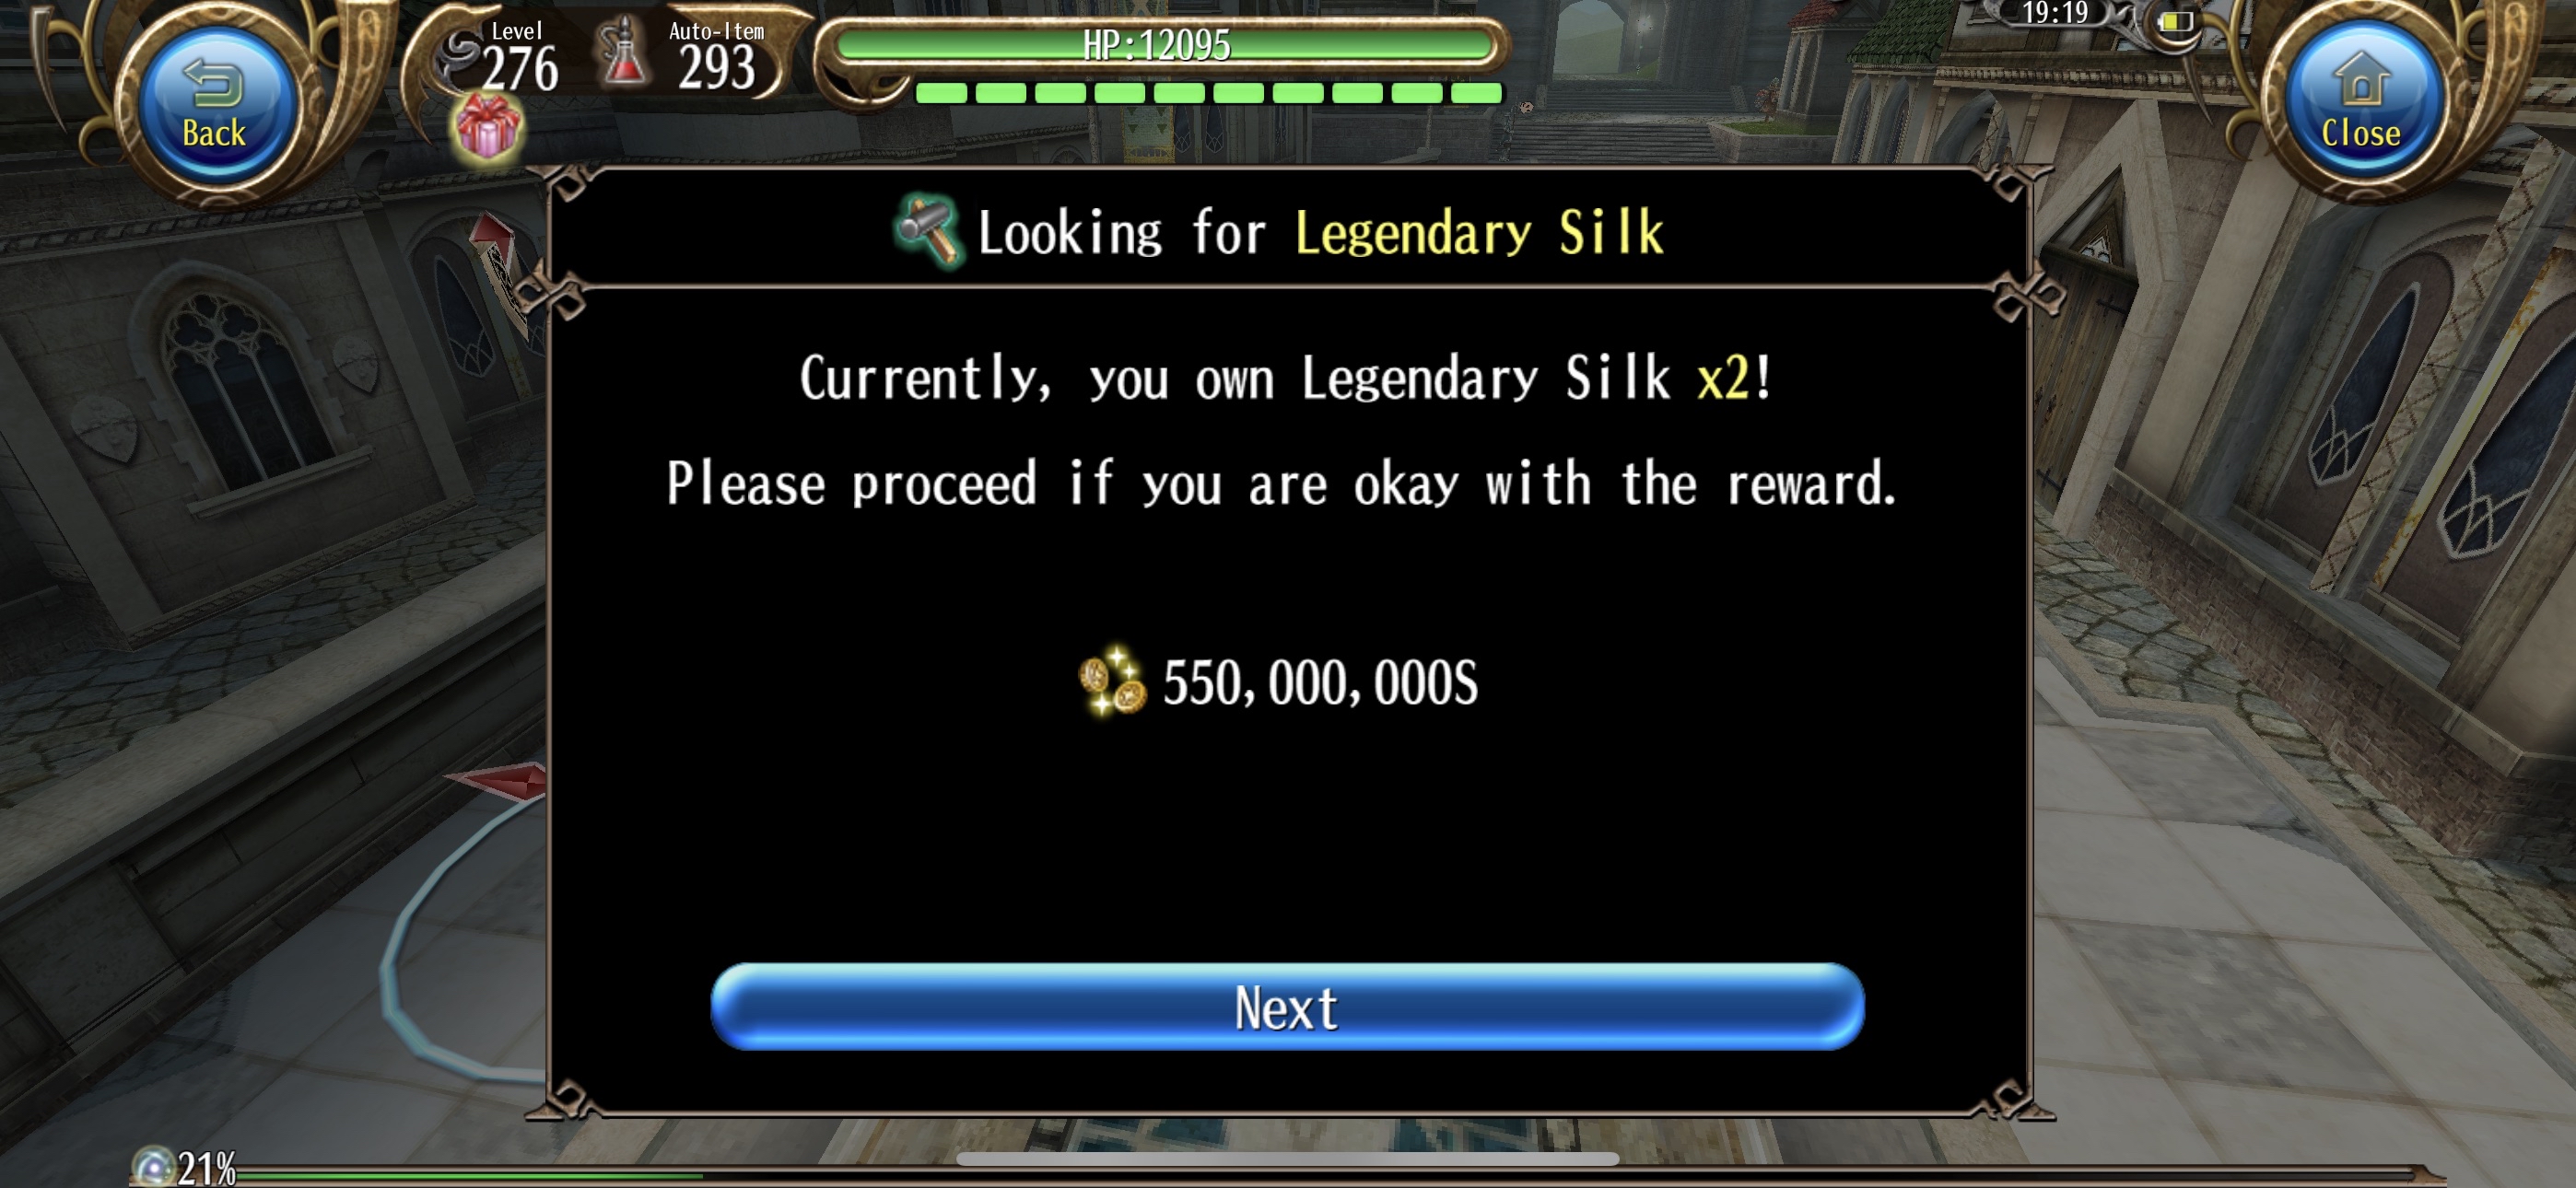 Back
Level
276
Auto-Item
293
HP:12095
19:19
Close
Looking for Legendary Silk
Currently, you own Legendary Silk x2!
Please proceed if you are okay with the reward.
550,000,000S
Next
21%